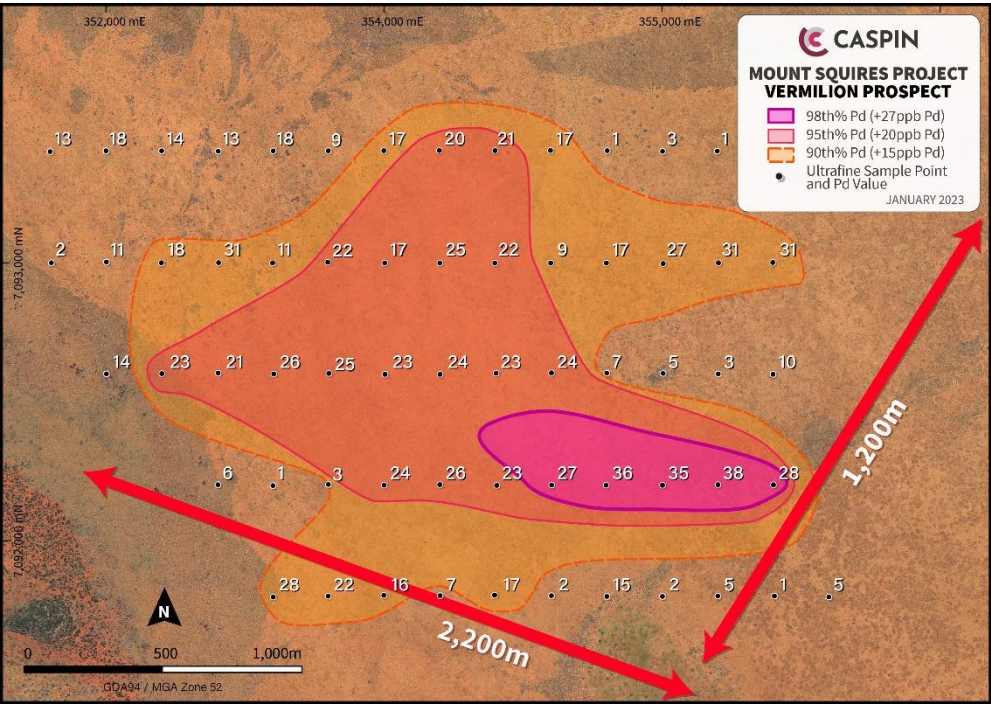 352,000 mE 354,000 mE 355,000 mE
CASPIN
MOUNT SQUIRES PROJECT
VERMILION PROSPECT
98th% Pd (+27ppb Pd)
95th% Pd (+20ppb Pd)
90th% Pd (+15ppb Pd)
Ultrafine Sample Point
and Pd Value
JANUARY 2023
13 18 14 13 18 9 17 20 21 17 1 3 1
7,093,000 mN
2 11 18 31 11 22 17 25 22 9 17 27 31 31
14 23 21 26 25 23 24 23 24 7 5 3 10
1,200m
6 1 3 24 26 23 27 36 35 38 28
7,092,000 mN
28 22 16 7 17 2 15 2 5 1 5
2,200m
N
0 500 1,000m
GDA94 / MGA Zone 52